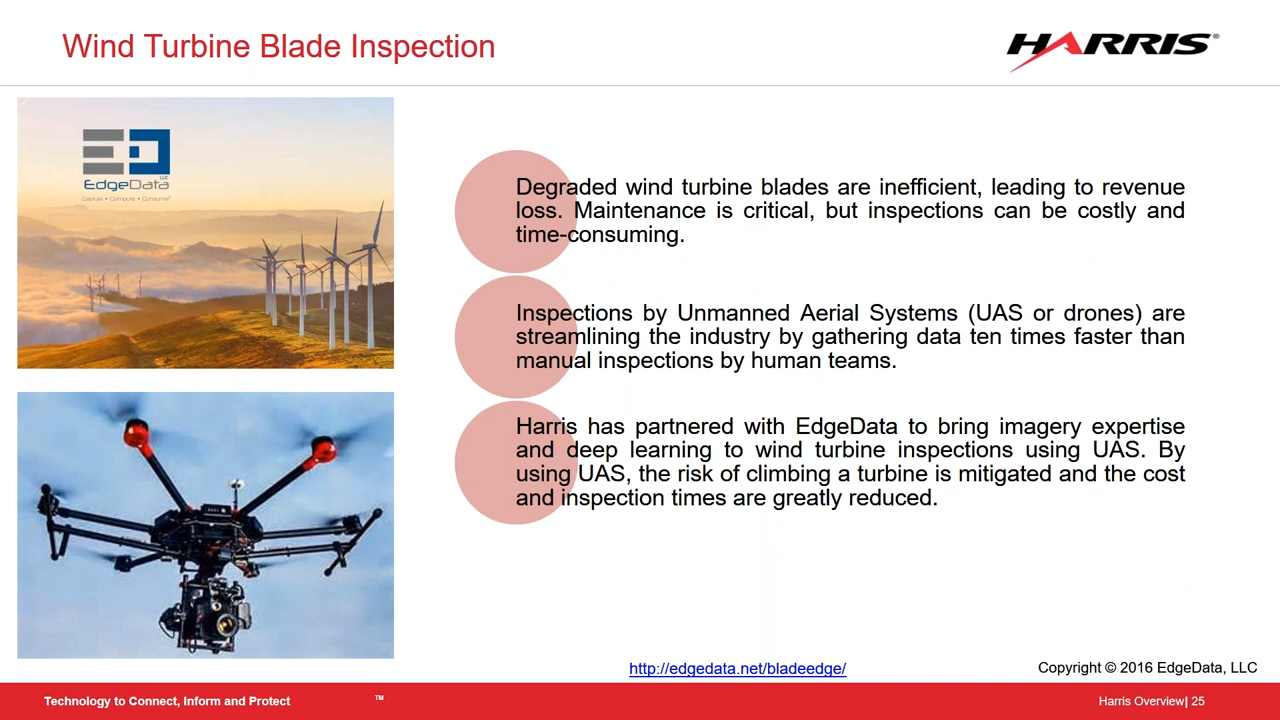 Wind Turbine Blade Inspection
HARRIS®
EdgeData
LLC
Capture • Compute • Consume
Degraded wind turbine blades are inefficient, leading to revenue
loss. Maintenance is critical, but inspections can be costly and
time-consuming.
Inspections by Unmanned Aerial Systems (UAS or drones) are
streamlining the industry by gathering data ten times faster than
manual inspections by human teams.
Harris has partnered with EdgeData to bring imagery expertise
and deep learning to wind turbine inspections using UAS. By
using UAS, the risk of climbing a turbine is mitigated and the cost
and inspection times are greatly reduced.
http://edgedata.net/bladeedge/
Copyright © 2016 EdgeData, LLC
Technology to Connect, Inform and Protect ™
Harris Overview| 25